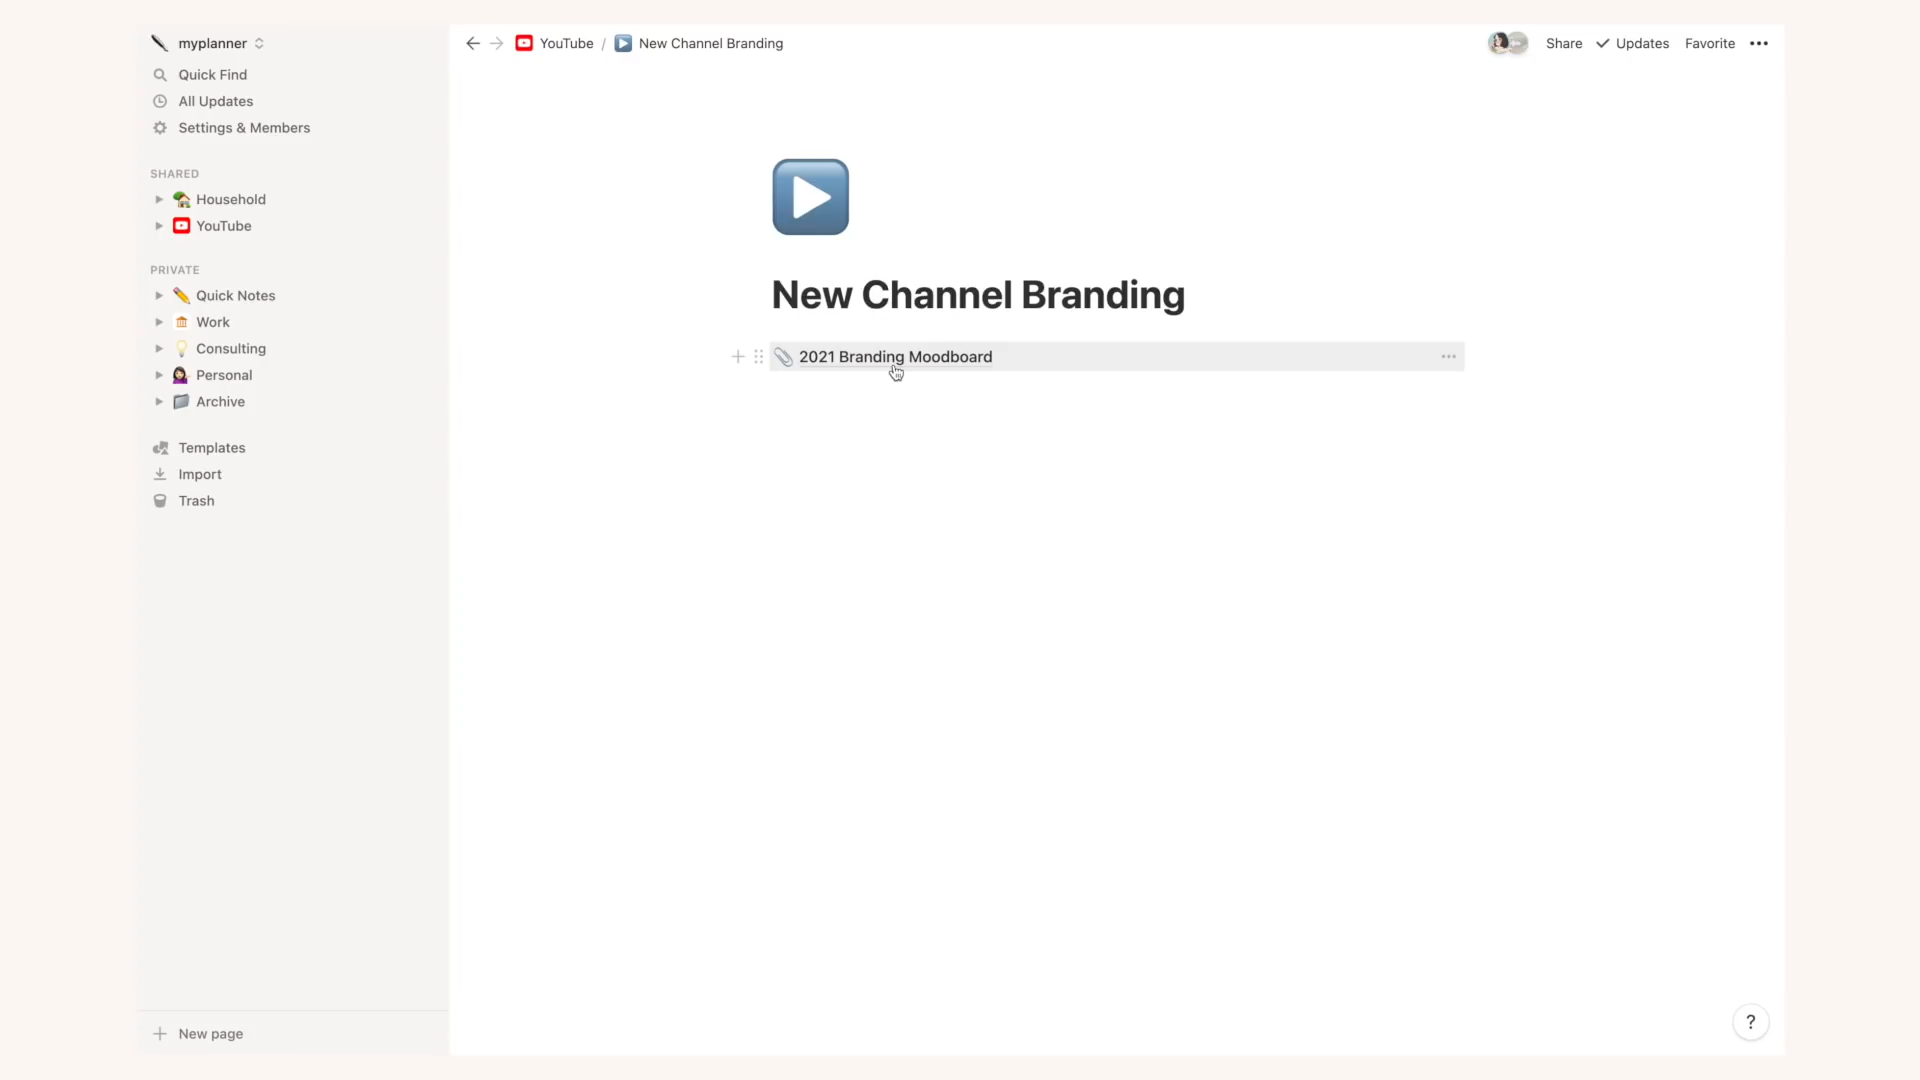 myplanner
Quick Find
All Updates
Settings & Members
SHARED
Household
YouTube
PRIVATE
Quick Notes
Work
Consulting
Personal
Archive
Templates
Import
Trash
New page
YouTube / New Channel Branding
Share
Updates
Favorite
New Channel Branding
2021 Branding Moodboard
?